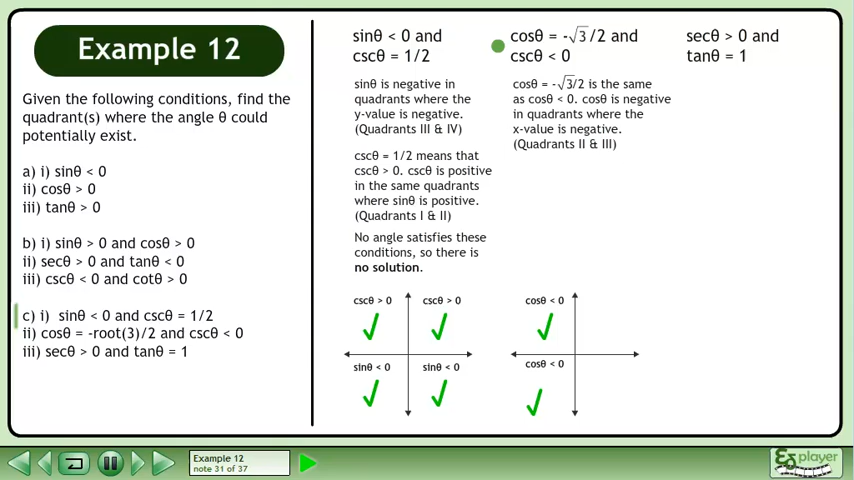 Example 12
Given the following conditions, find the
quadrant(s) where the angle θ could
potentially exist.
a) i) sinθ < 0
ii) cosθ > 0
iii) tanθ > 0
b) i) sinθ > 0 and cosθ > 0
ii) secθ > 0 and tanθ < 0
iii) cscθ < 0 and cotθ > 0
c) i) sinθ < 0 and cscθ = 1/2
ii) cosθ = -root(3)/2 and cscθ < 0
iii) secθ > 0 and tanθ = 1
sinθ < 0 and
cscθ = 1/2
sinθ is negative in
quadrants where the
y-value is negative.
(Quadrants III & IV)
cscθ = 1/2 means that
cscθ > 0. cscθ is positive
in the same quadrants
where sinθ is positive.
(Quadrants I & II)
No angle satisfies these
conditions, so there is
no solution.
cscθ > 0 cscθ > 0
sinθ < 0 sinθ < 0
cosθ = -√3/2 and
cscθ < 0
cosθ = -√3/2 is the same
as cosθ < 0. cosθ is negative
in quadrants where the
x-value is negative.
(Quadrants II & III)
cosθ < 0
cosθ < 0
secθ > 0 and
tanθ = 1
Example 12
note 31 of 37
player